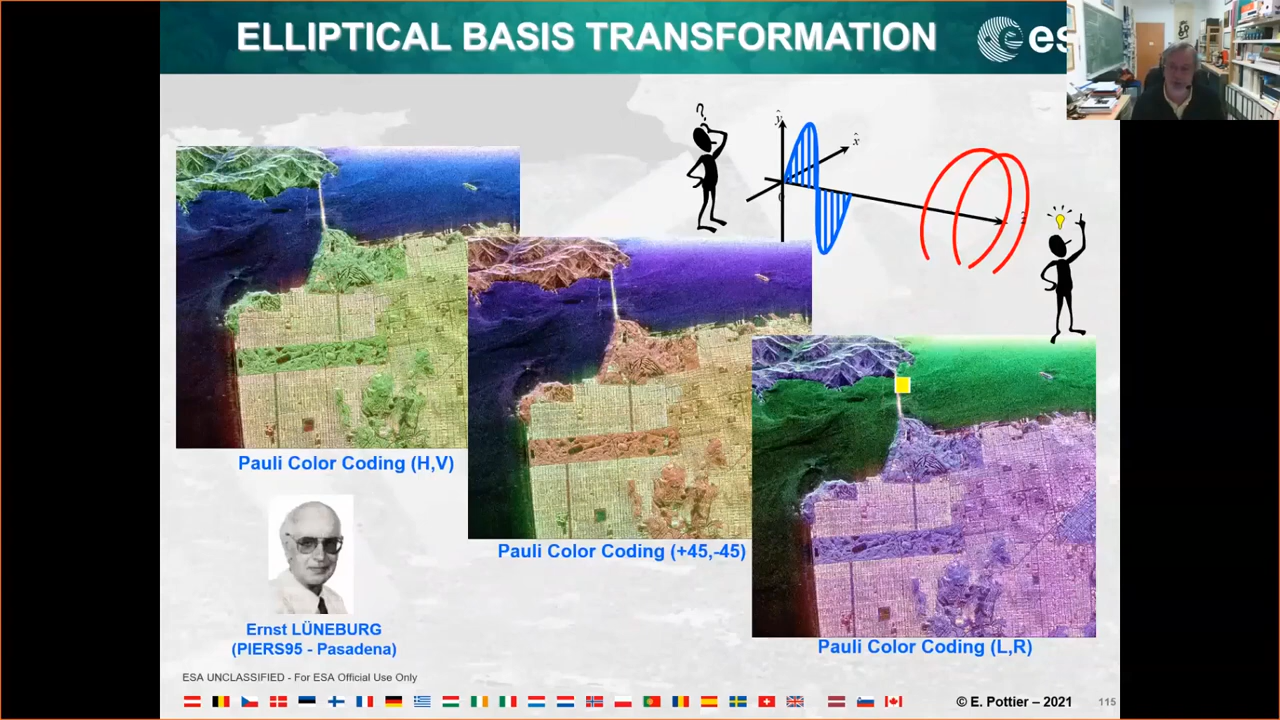 ELLIPTICAL BASIS TRANSFORMATION
es
?
ŷ
x̂
Pauli Color Coding (H,V)
Pauli Color Coding (+45,-45)
Ernst LÜNEBURG
(PIERS95 - Pasadena)
Pauli Color Coding (L,R)
ESA UNCLASSIFIED - For ESA Official Use Only
© E. Pottier – 2021
115